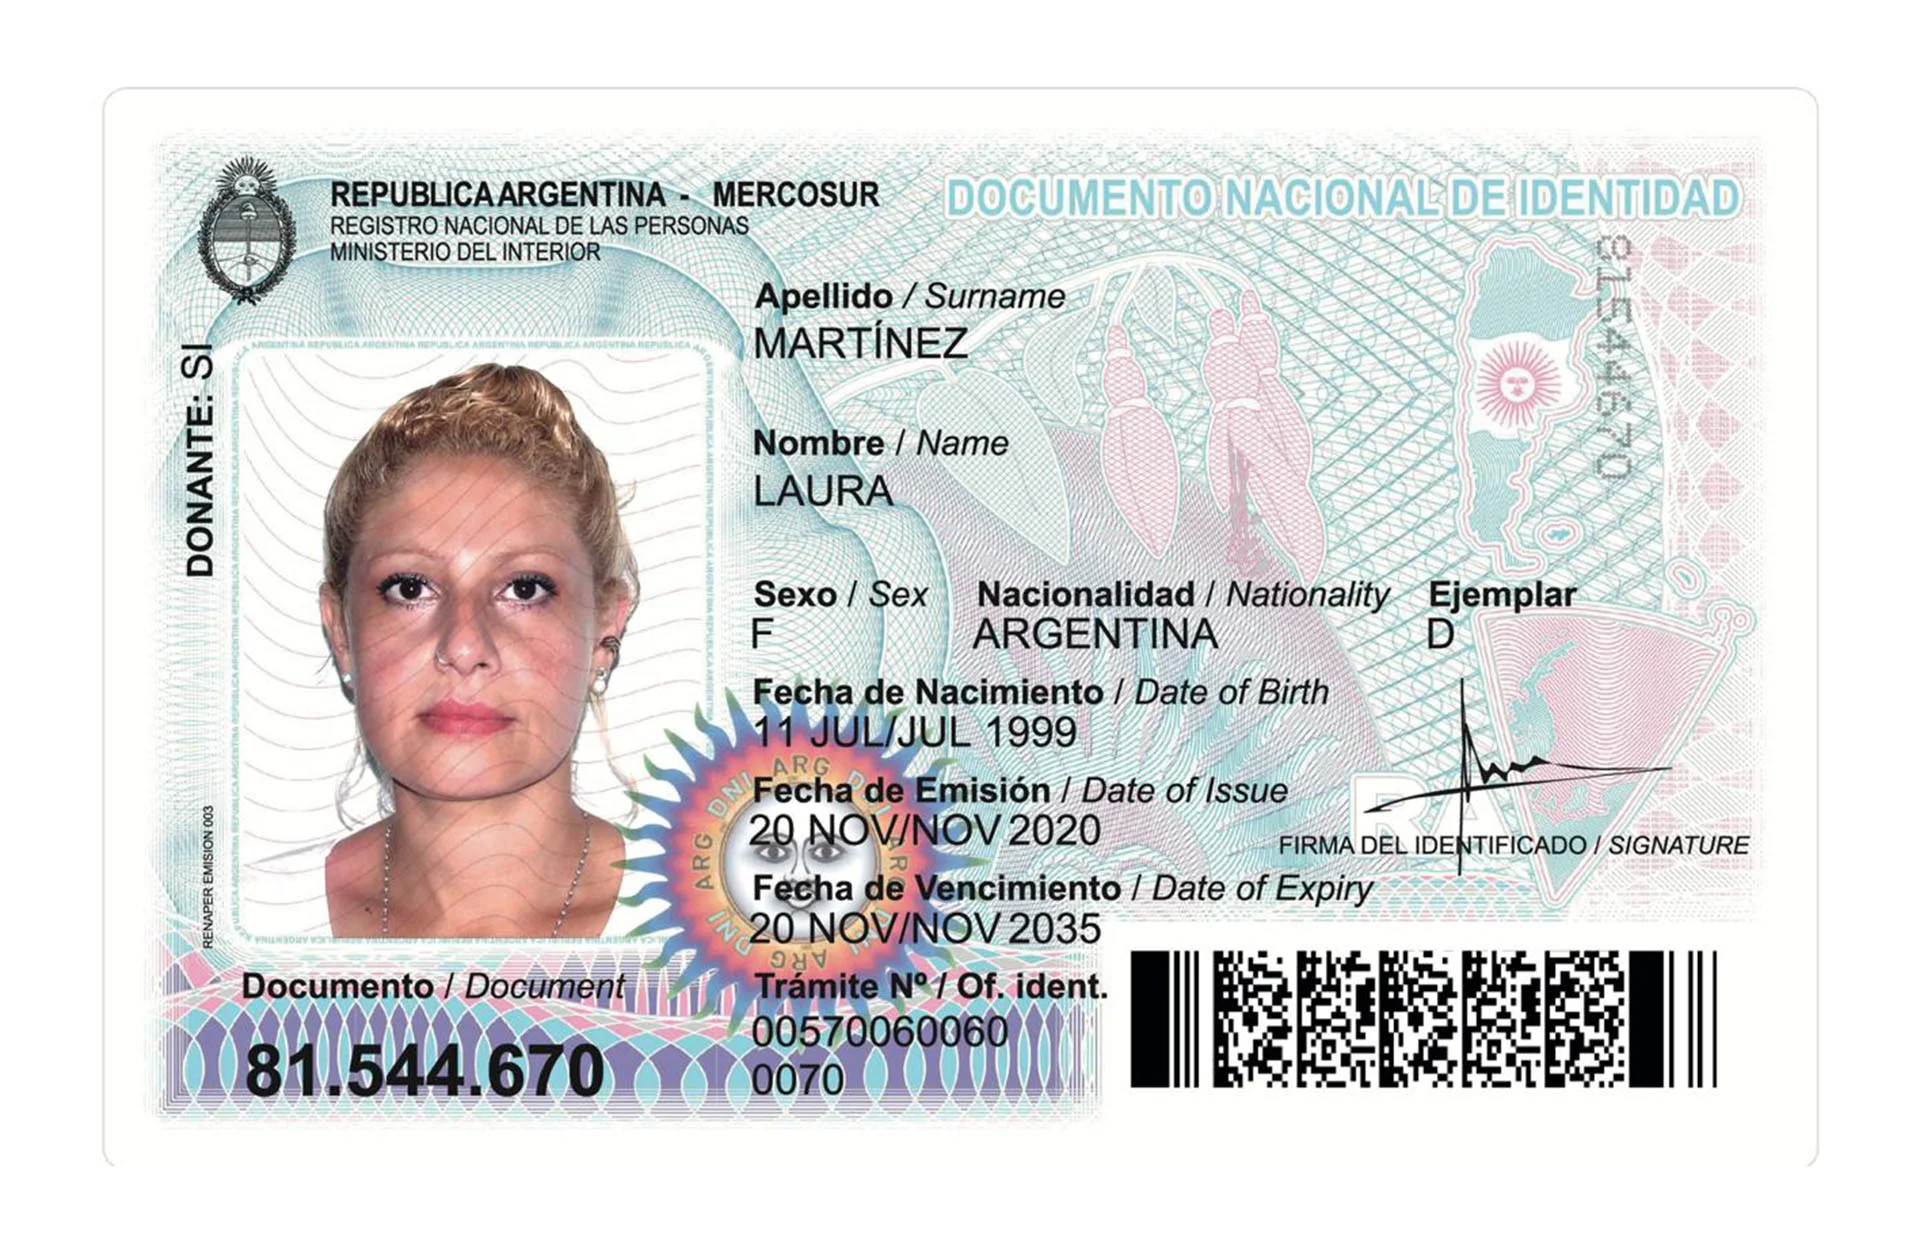 REPUBLICA ARGENTINA - MERCOSUR
REGISTRO NACIONAL DE LAS PERSONAS
MINISTERIO DEL INTERIOR
DOCUMENTO NACIONAL DE IDENTIDAD
81544670
DONANTE: SI
Apellido / Surname
MARTÍNEZ
Nombre / Name
LAURA
Sexo / Sex Nacionalidad / Nationality Ejemplar
F ARGENTINA D
Fecha de Nacimiento / Date of Birth
11 JUL/JUL 1999
Fecha de Emisión / Date of Issue
20 NOV/NOV 2020
RA
FIRMA DEL IDENTIFICADO / SIGNATURE
Fecha de Vencimiento / Date of Expiry
20 NOV/NOV 2035
DNI ARG DNI ARG
RENAPER EMISION 003
Documento / Document
81.544.670
Trámite Nº / Of. ident.
00570060060
0070